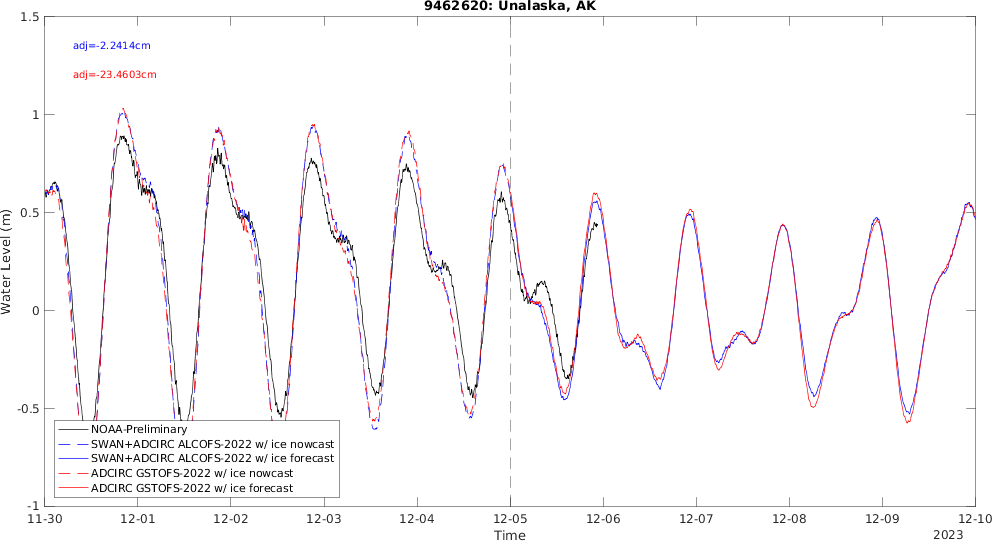 9462620: Unalaska, AK
adj=-2.2414cm
adj=-23.4603cm
Water Level (m)
1.5
1
0.5
0
-0.5
-1
NOAA-Preliminary
SWAN+ADCIRC ALCOFS-2022 w/ ice nowcast
SWAN+ADCIRC ALCOFS-2022 w/ ice forecast
ADCIRC GSTOFS-2022 w/ ice nowcast
ADCIRC GSTOFS-2022 w/ ice forecast
11-30 12-01 12-02 12-03 12-04 12-05 12-06 12-07 12-08 12-09 12-10
Time
2023